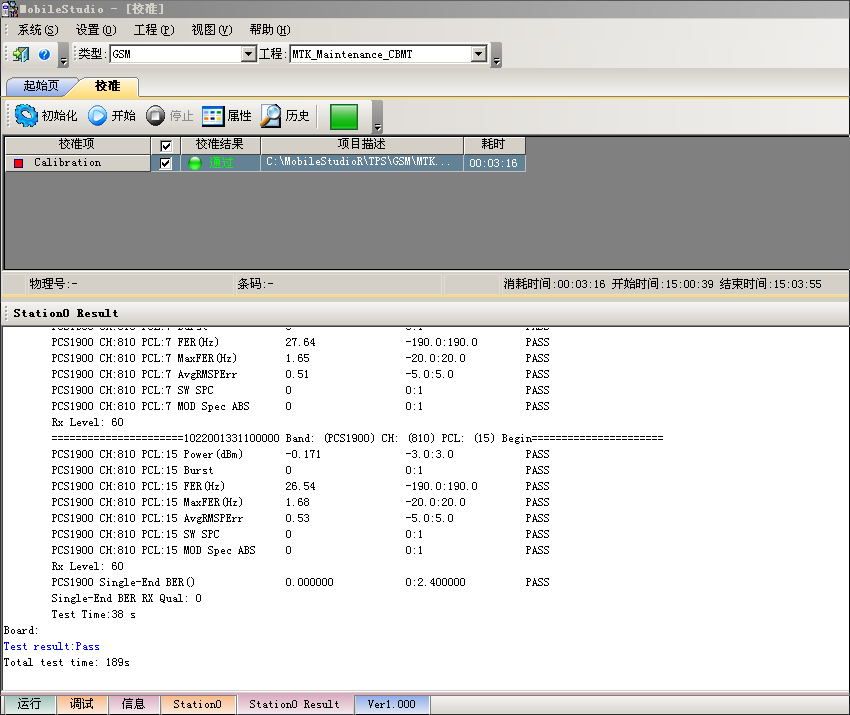 MobileStudio - [校准]
系统(S) 设置(O) 工程(P) 视图(V) 帮助(H)
类型: GSM 工程: MTK_Maintenance_CBMT
起始页 校准
初始化 开始 停止 属性 历史
校准项 校准结果 项目描述 耗时
Calibration 通过 C:\MobileStudioR\TPS\GSM\MTK... 00:03:16
物理号:- 条码:- 消耗时间:00:03:16 开始时间:15:00:39 结束时间:15:03:55
Station0 Result
PCS1900 CH:810 PCL:7 Burst 0 0:1 PASS
PCS1900 CH:810 PCL:7 FER(Hz) 27.64 -190.0:190.0 PASS
PCS1900 CH:810 PCL:7 MaxFER(Hz) 1.65 -20.0:20.0 PASS
PCS1900 CH:810 PCL:7 AvgRMSPErr 0.51 -5.0:5.0 PASS
PCS1900 CH:810 PCL:7 SW SPC 0 0:1 PASS
PCS1900 CH:810 PCL:7 MOD Spec ABS 0 0:1 PASS
Rx Level: 60
======================1022001331100000 Band: (PCS1900) CH: (810) PCL: (15) Begin======================
PCS1900 CH:810 PCL:15 Power(dBm) -0.171 -3.0:3.0 PASS
PCS1900 CH:810 PCL:15 Burst 0 0:1 PASS
PCS1900 CH:810 PCL:15 FER(Hz) 26.54 -190.0:190.0 PASS
PCS1900 CH:810 PCL:15 MaxFER(Hz) 1.68 -20.0:20.0 PASS
PCS1900 CH:810 PCL:15 AvgRMSPErr 0.53 -5.0:5.0 PASS
PCS1900 CH:810 PCL:15 SW SPC 0 0:1 PASS
PCS1900 CH:810 PCL:15 MOD Spec ABS 0 0:1 PASS
Rx Level: 60
PCS1900 Single-End BER() 0.000000 0:2.400000 PASS
Single-End BER RX Qual: 0
Test Time:38 s
Board:
Test result:Pass
Total test time: 189s
运行 调试 信息 Station0 Station0 Result Ver1.000